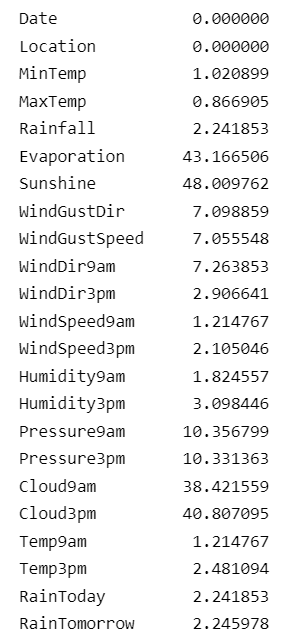 Date 0.000000
Location 0.000000
MinTemp 1.020899
MaxTemp 0.866905
Rainfall 2.241853
Evaporation 43.166506
Sunshine 48.009762
WindGustDir 7.098859
WindGustSpeed 7.055548
WindDir9am 7.263853
WindDir3pm 2.906641
WindSpeed9am 1.214767
WindSpeed3pm 2.105046
Humidity9am 1.824557
Humidity3pm 3.098446
Pressure9am 10.356799
Pressure3pm 10.331363
Cloud9am 38.421559
Cloud3pm 40.807095
Temp9am 1.214767
Temp3pm 2.481094
RainToday 2.241853
RainTomorrow 2.245978